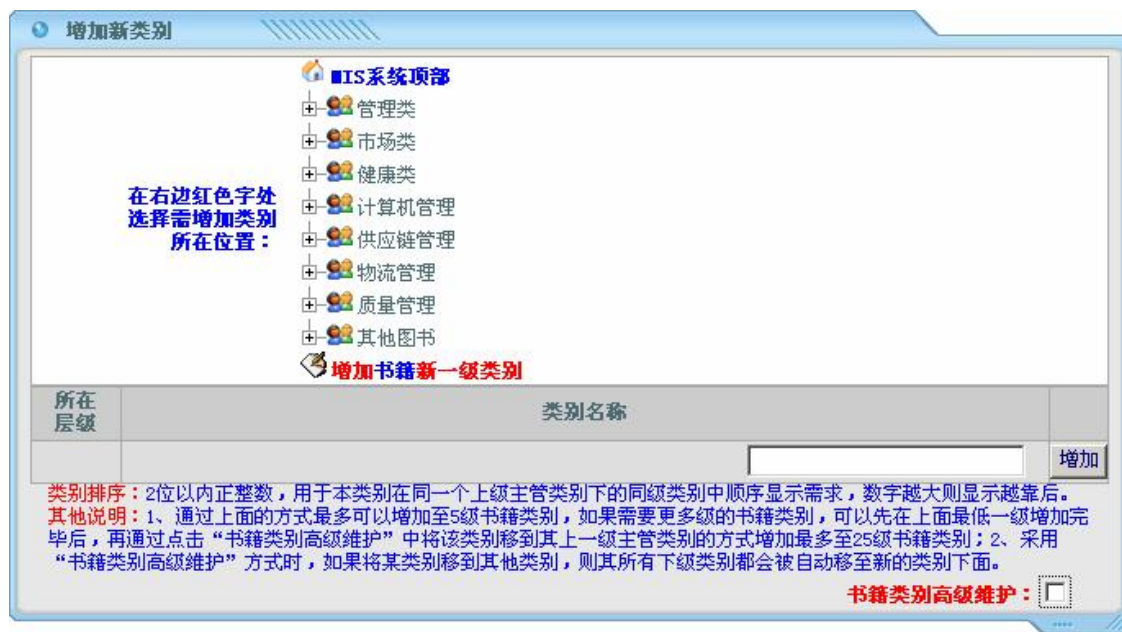 增加新类别
MIS系统顶部
管理类
市场类
健康类
在右边红色字处
选择需增加类别
所在位置：
计算机管理
供应链管理
物流管理
质量管理
其他图书
增加书籍新一级类别
所在
层级
类别名称
增加
类别排序：2位以内正整数，用于本类别在同一个上级主管类别下的同级类别中顺序显示需求，数字越大则显示越靠后。
其他说明：1、通过上面的方式最多可以增加至5级书籍类别，如果需要更多级的书籍类别，可以先在上面最低一级增加完
毕后，再通过点击“书籍类别高级维护”中将该类别移到其上一级主管类别的方式增加最多至25级书籍类别；2、采用
“书籍类别高级维护”方式时，如果将某类别移到其他类别，则其所有下级类别都会被自动移至新的类别下面。
书籍类别高级维护：